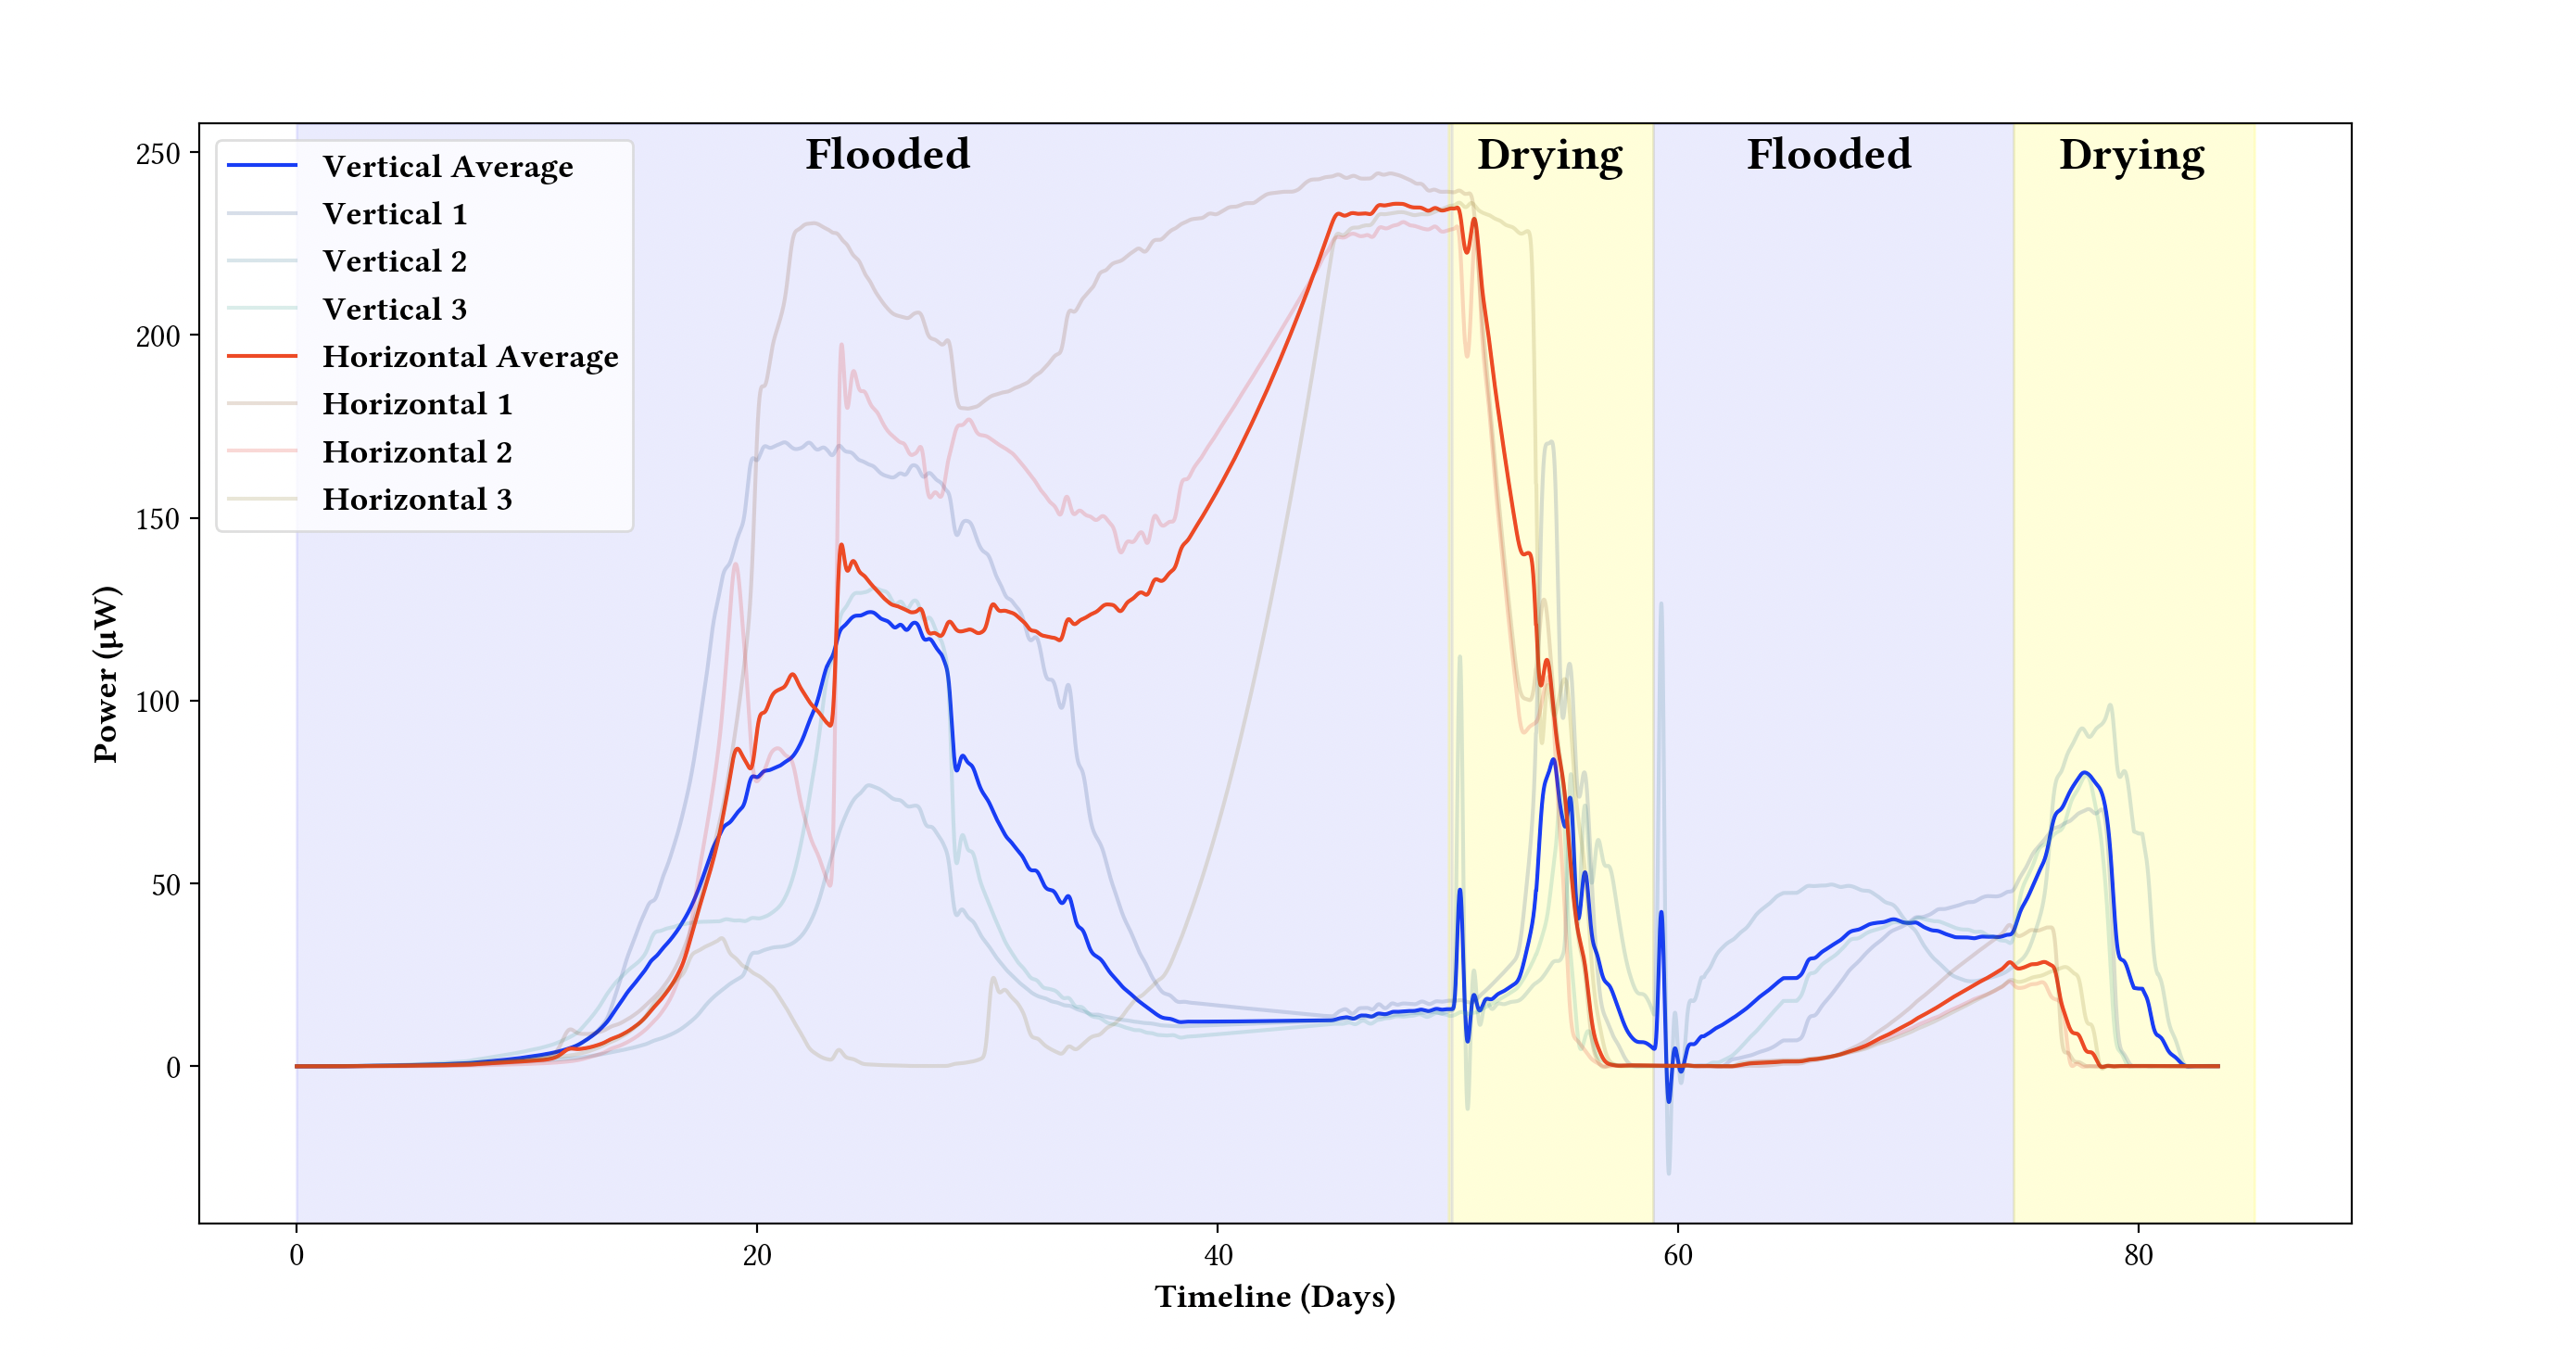 Flooded
Drying
Flooded
Drying
Vertical Average
Vertical 1
Vertical 2
Vertical 3
Horizontal Average
Horizontal 1
Horizontal 2
Horizontal 3
250
200
150
100
50
0
Power (µW)
0
20
40
60
80
Timeline (Days)